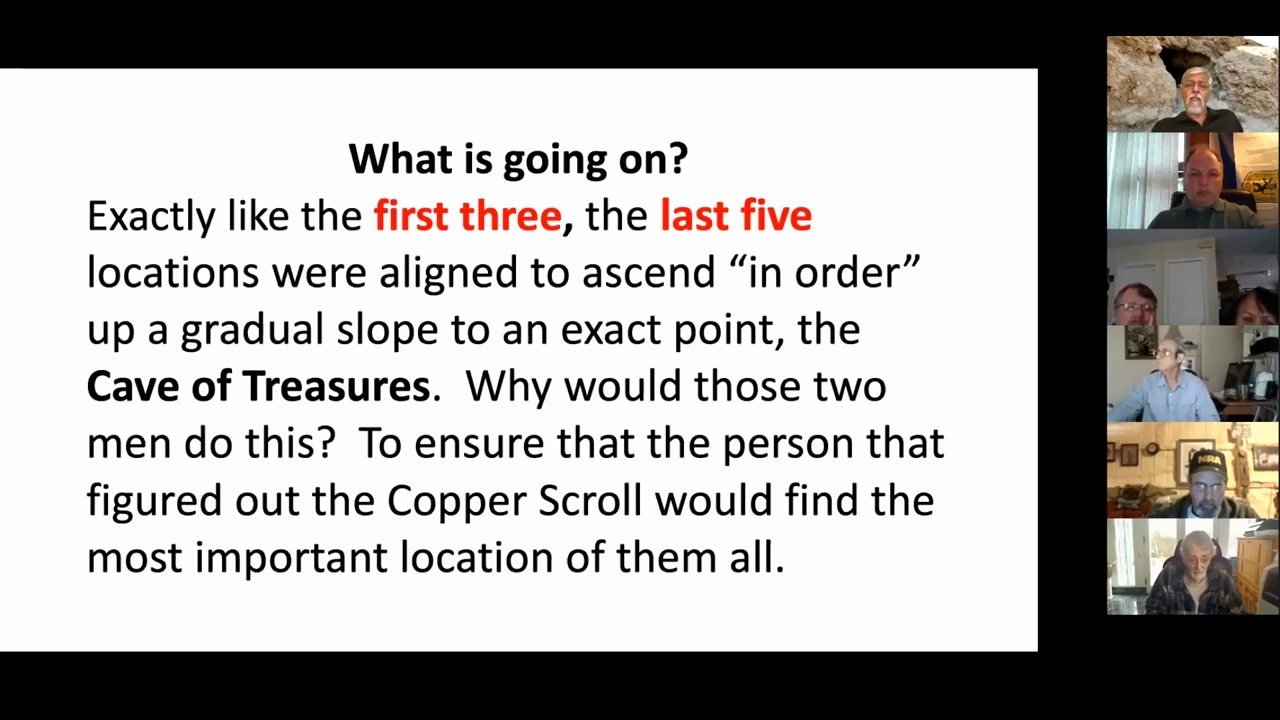 What is going on?
Exactly like the first three, the last five
locations were aligned to ascend “in order”
up a gradual slope to an exact point, the
Cave of Treasures. Why would those two
men do this? To ensure that the person that
figured out the Copper Scroll would find the
most important location of them all.
NRA